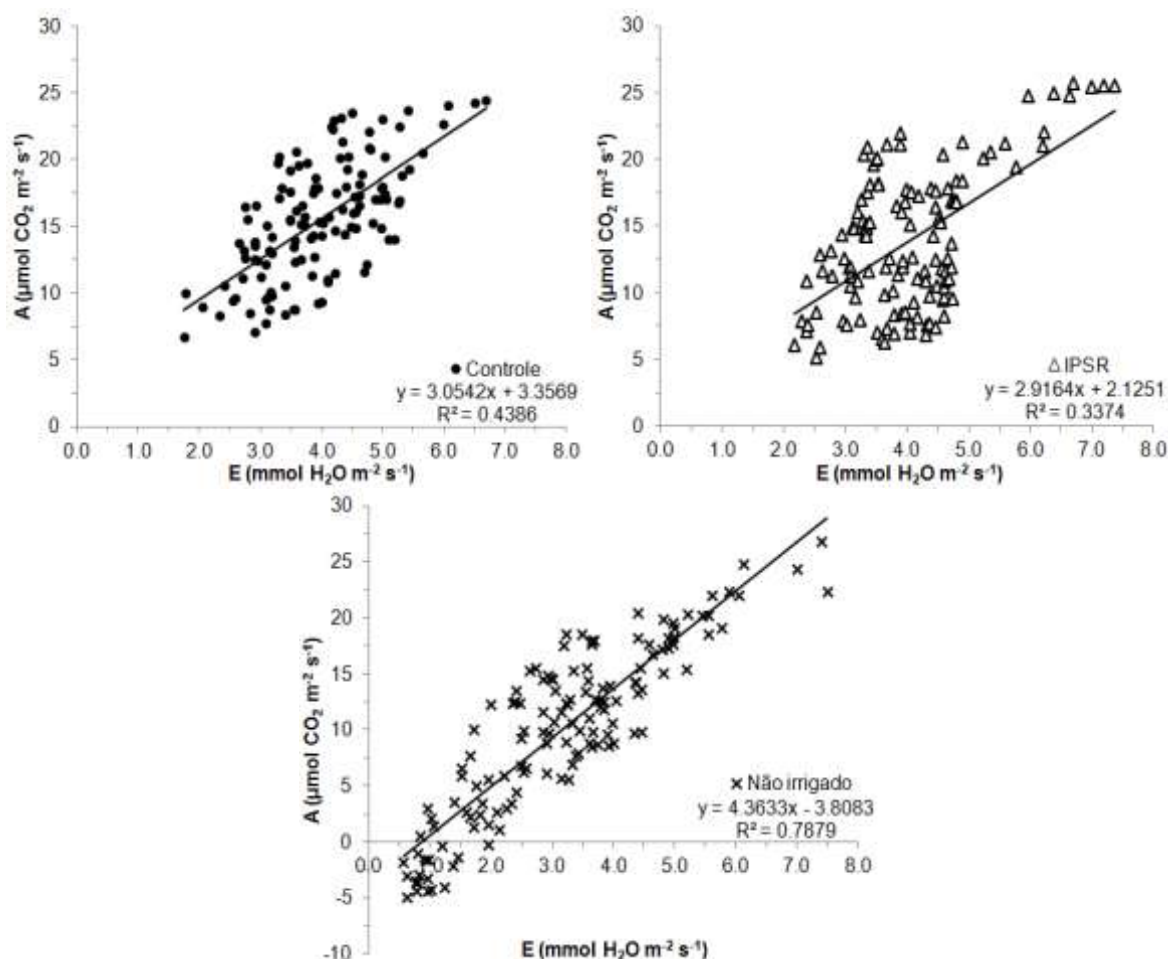 A (µmol CO₂ m⁻² s⁻¹)
30
25
20
15
10
5
0
0.0 1.0 2.0 3.0 4.0 5.0 6.0 7.0 8.0
E (mmol H₂O m⁻² s⁻¹)
● Controle
y = 3.0542x + 3.3569
R² = 0.4386
A (µmol CO₂ m⁻² s⁻¹)
30
25
20
15
10
5
0
0.0 1.0 2.0 3.0 4.0 5.0 6.0 7.0 8.0
E (mmol H₂O m⁻² s⁻¹)
△ IPSR
y = 2.9164x + 2.1251
R² = 0.3374
A (µmol CO₂ m⁻² s⁻¹)
30
25
20
15
10
5
0
-5
-10
0.0 2.0 3.0 4.0 5.0 6.0 7.0 8.0
E (mmol H₂O m⁻² s⁻¹)
× Não irrigado
y = 4.3633x - 3.8083
R² = 0.7879